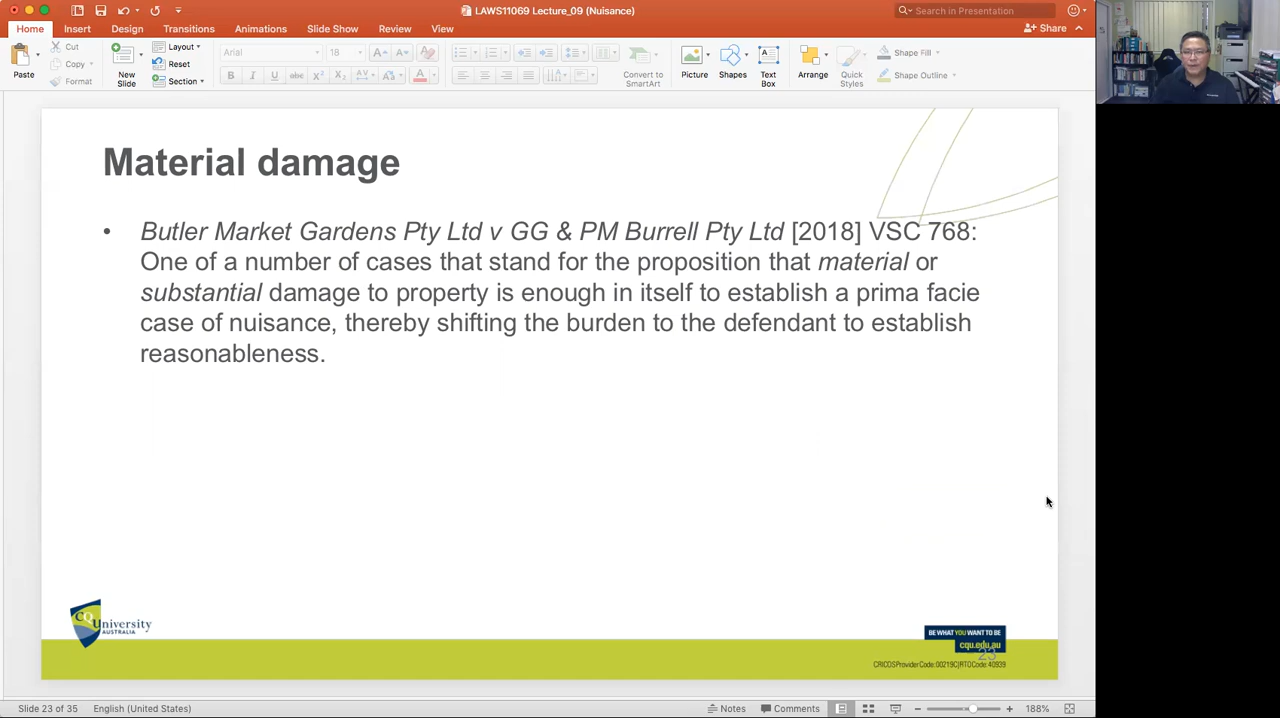 LAWS11069 Lecture_09 (Nuisance)
Search in Presentation
Home Insert Design Transitions Animations Slide Show Review View
Share
Paste
Cut
Copy
Format
New Slide
Layout
Reset
Section
Arial 18
B I U abc X² X₂ AV Aa A
Convert to SmartArt
Picture
Shapes
Text Box
Arrange
Quick Styles
Shape Fill
Shape Outline
Material damage
• Butler Market Gardens Pty Ltd v GG & PM Burrell Pty Ltd [2018] VSC 768:
One of a number of cases that stand for the proposition that material or
substantial damage to property is enough in itself to establish a prima facie
case of nuisance, thereby shifting the burden to the defendant to establish
reasonableness.
CQUniversity
AUSTRALIA
BE WHAT YOU WANT TO BE
cqu.edu.au
23
CRICOS Provider Code: 00219C | RTO Code: 40939
Slide 23 of 35 English (United States) Notes Comments 188%